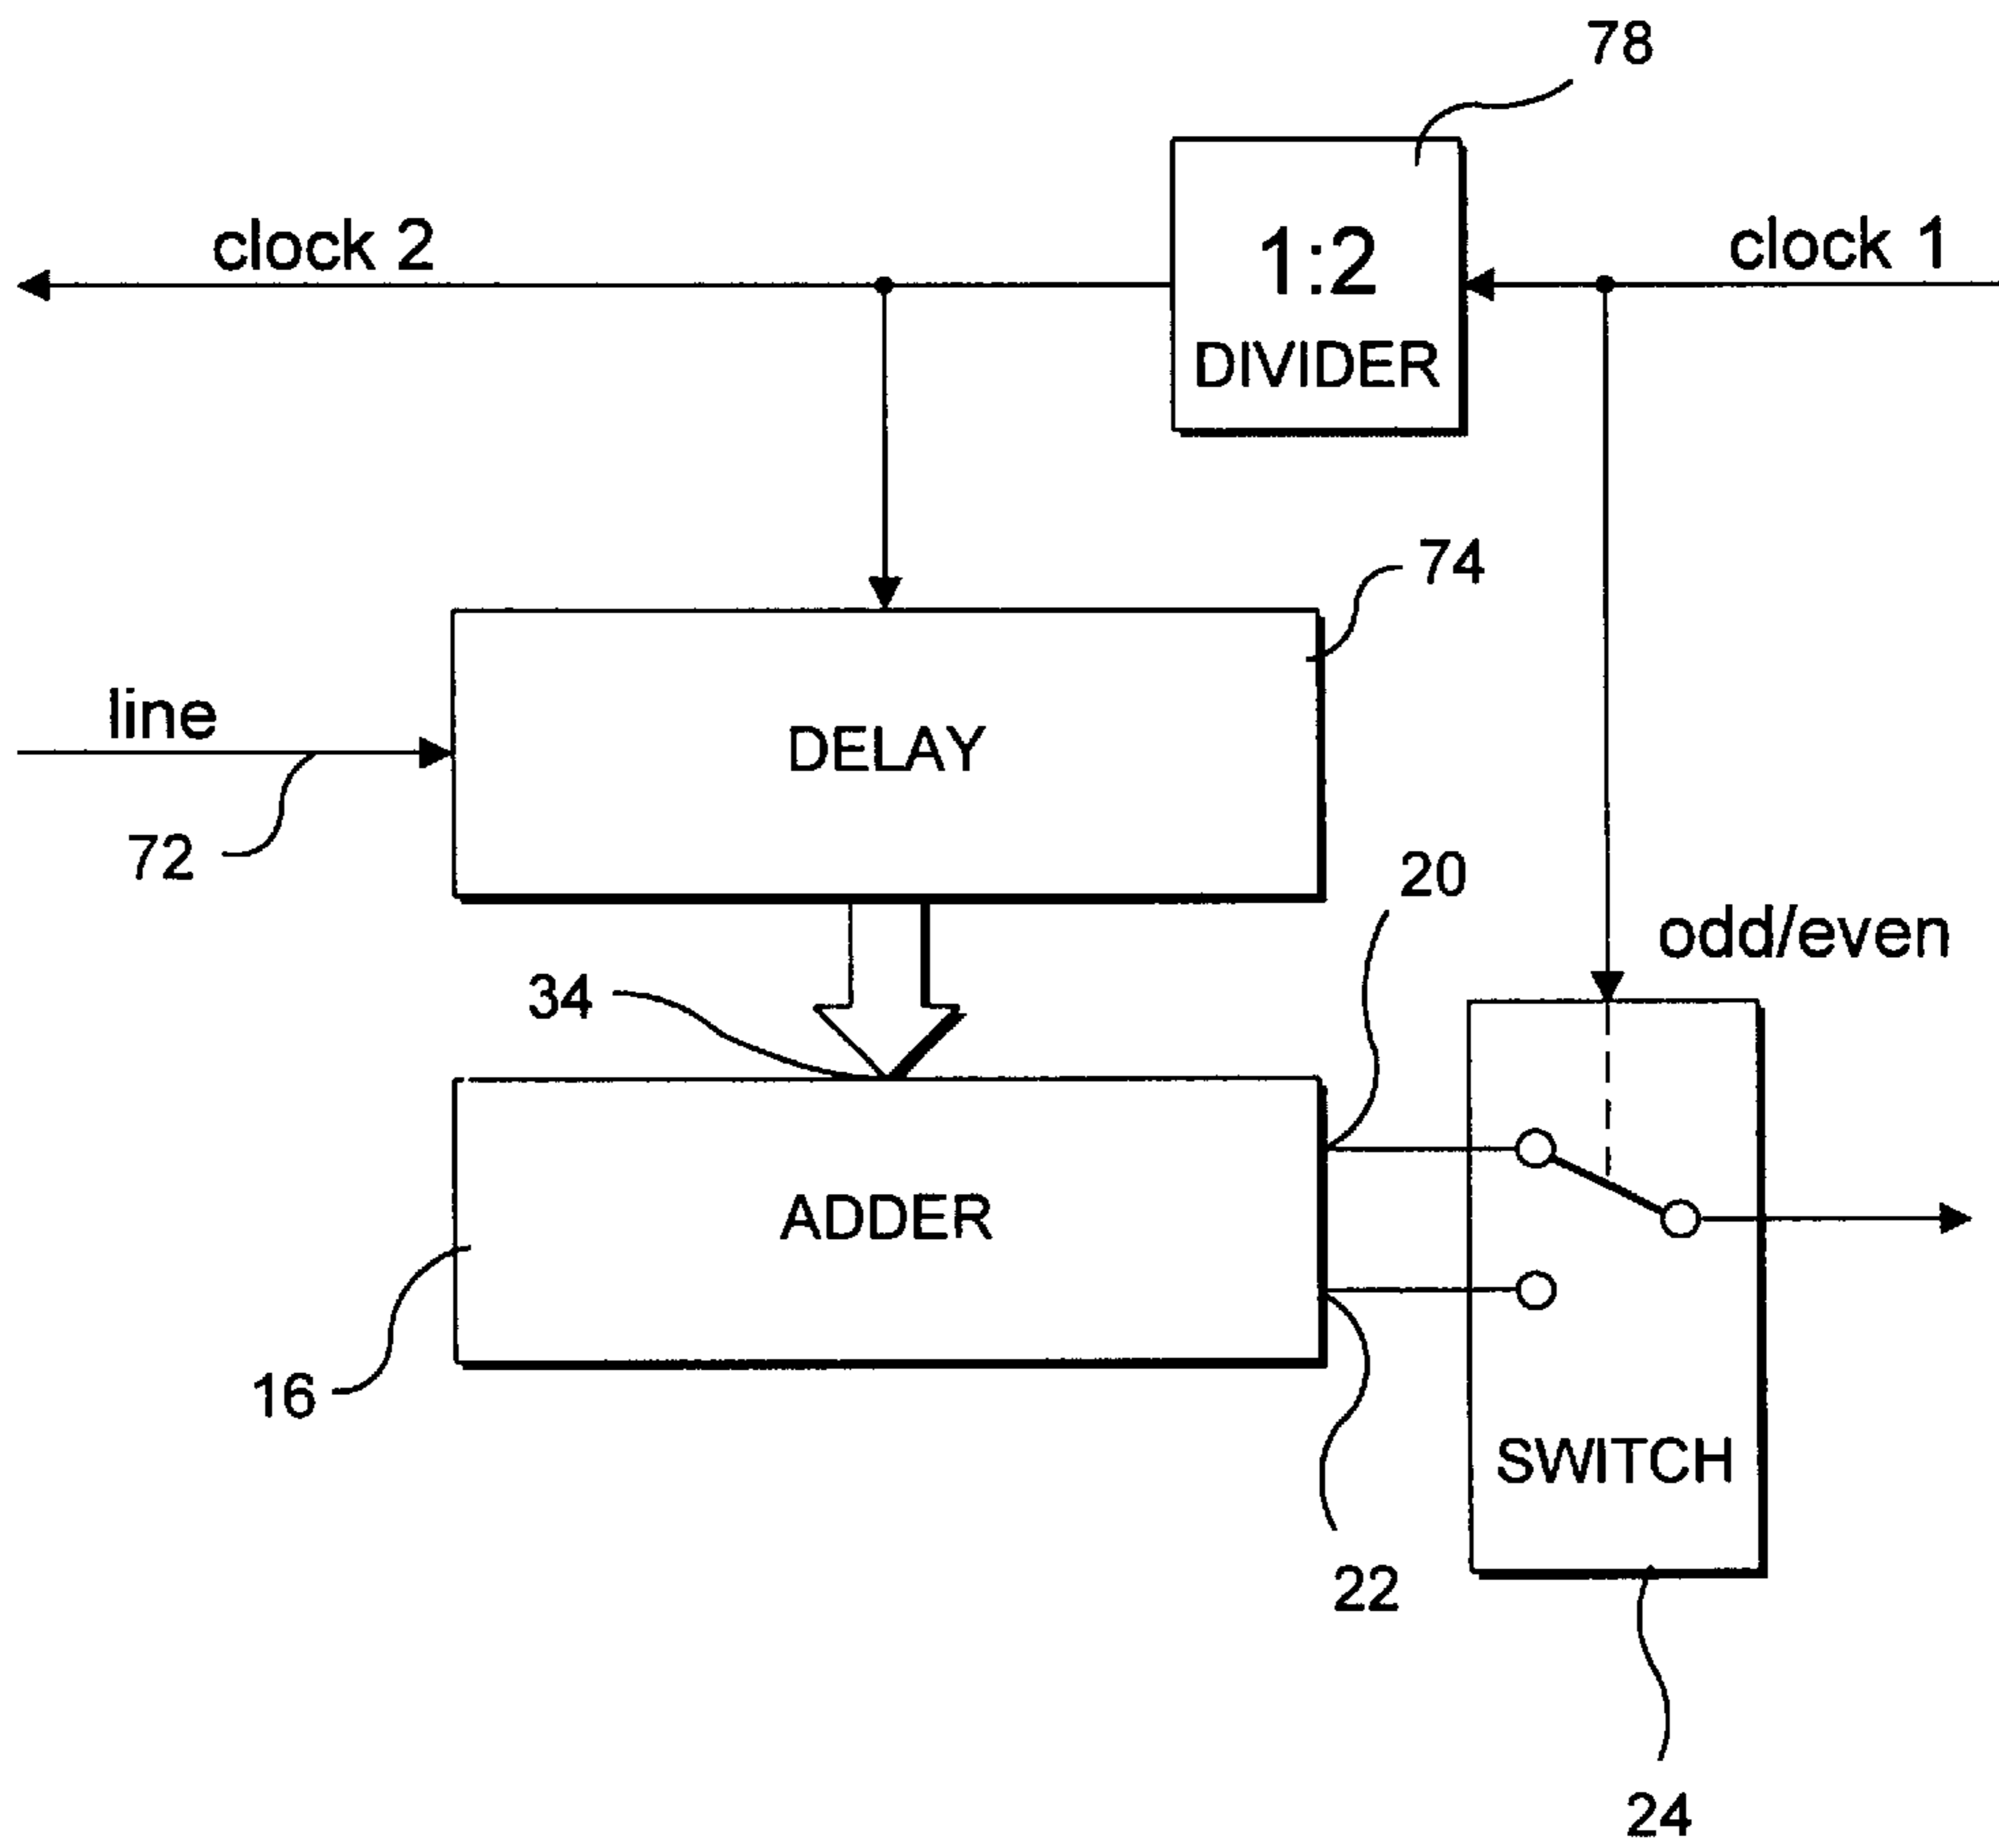 78
clock 2
1:2
DIVIDER
clock 1
74
line
DELAY
72
20
odd/even
34
ADDER
16
SWITCH
22
24